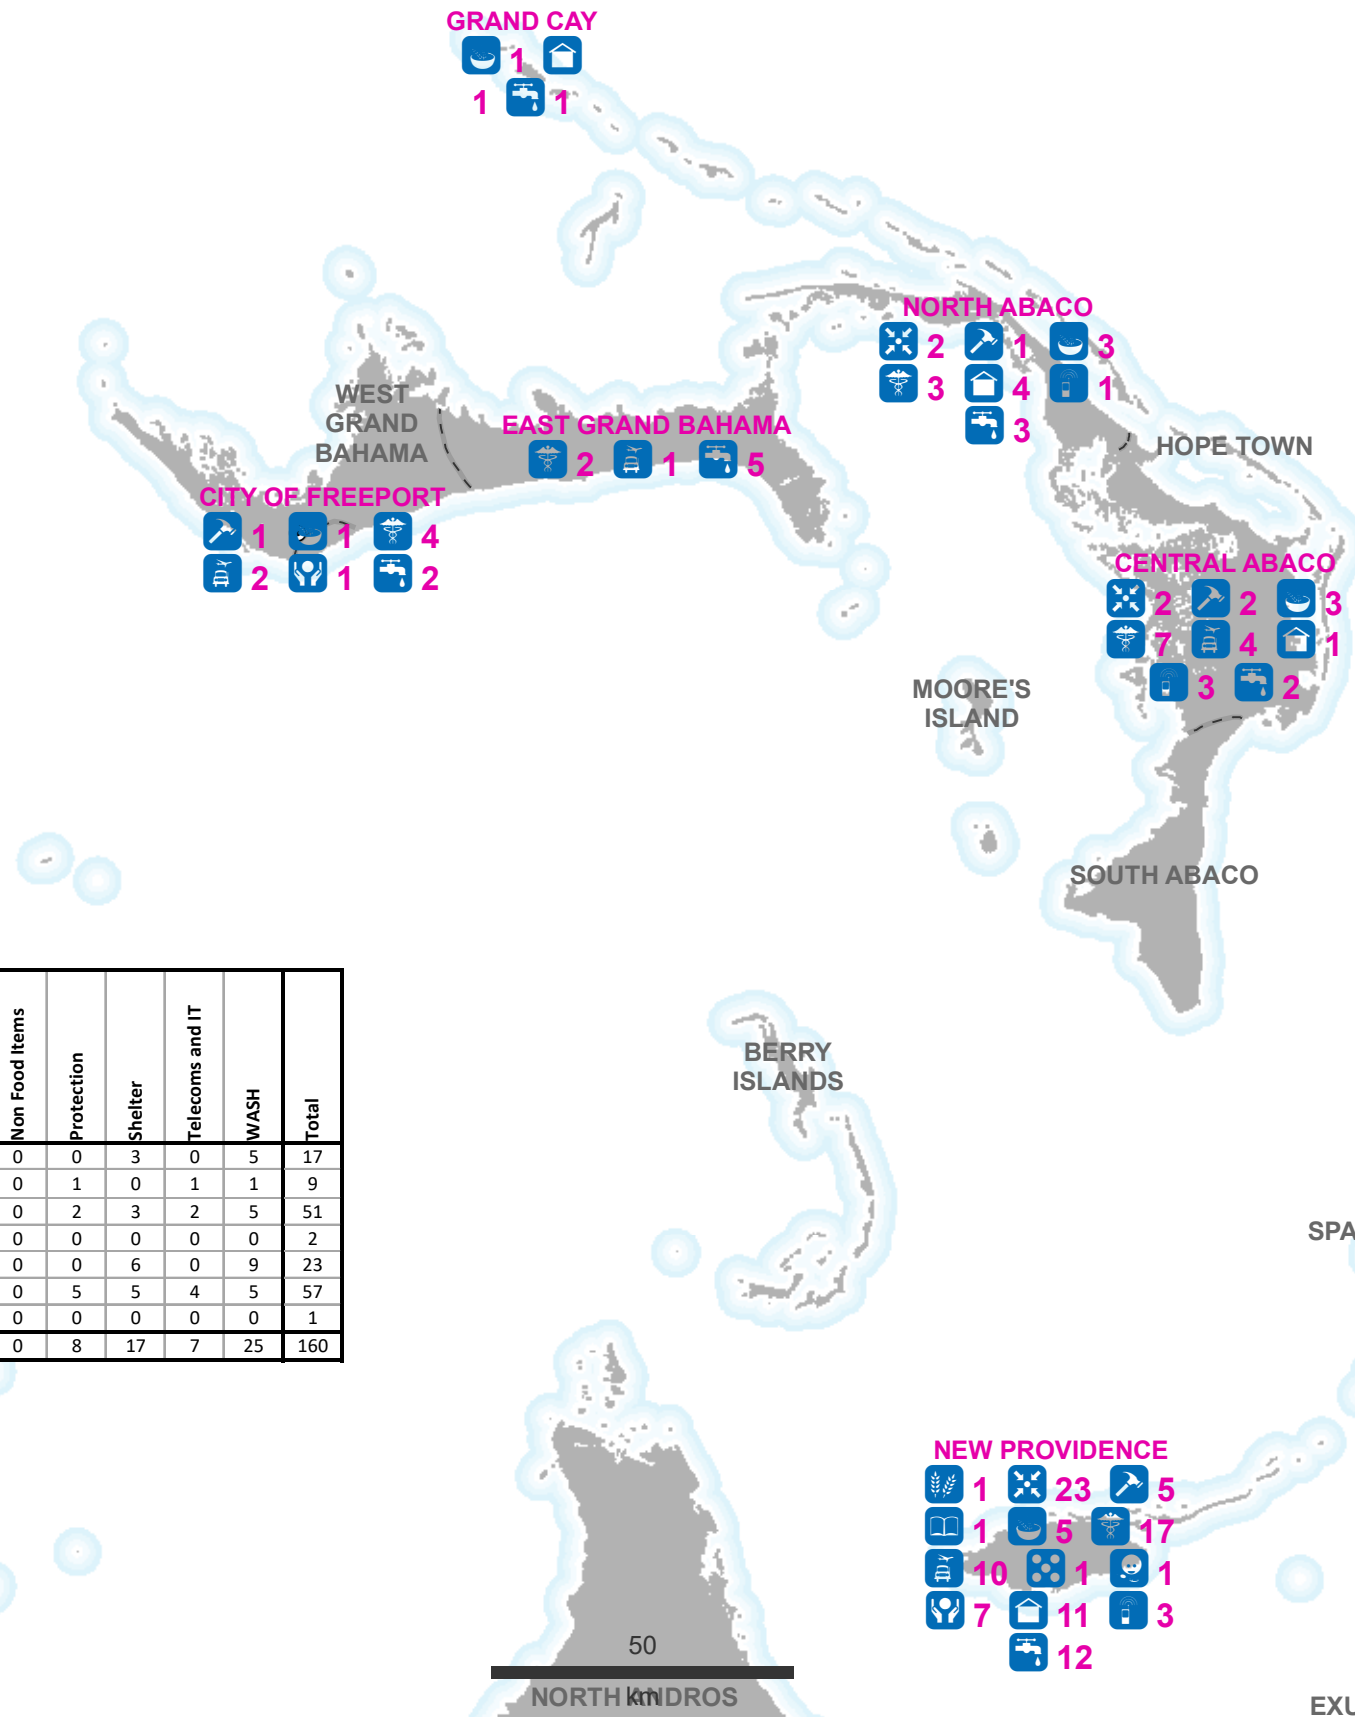 GRAND CAY
1
1 1
NORTH ABACO
2 1 3
3 4 1
3
WEST
GRAND
BAHAMA
EAST GRAND BAHAMA
2 1 5
HOPE TOWN
CITY OF FREEPORT
1 1 4
2 1 2
CENTRAL ABACO
2 2 3
7 4 1
3 2
MOORE'S
ISLAND
SOUTH ABACO
Non Food Items Protection Shelter Telecoms and IT WASH Total
0 0 3 0 5 17
0 1 0 1 1 9
0 2 3 2 5 51
0 0 0 0 0 2
0 0 6 0 9 23
0 5 5 4 5 57
0 0 0 0 0 1
0 8 17 7 25 160
BERRY
ISLANDS
SPA
NEW PROVIDENCE
1 23 5
1 5 17
10 1 1
7 11 3
12
50
km
NORTH ANDROS
EXU